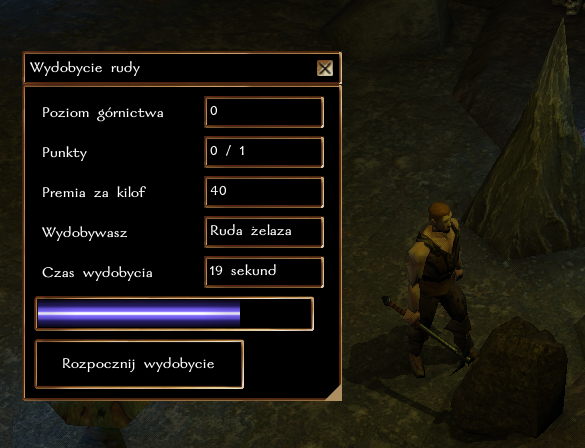 Wydobycie rudy
Poziom górnictwa 0
Punkty 0 / 1
Premia za kilof 40
Wydobywasz Ruda żelaza
Czas wydobycia 19 sekund
Rozpocznij wydobycie